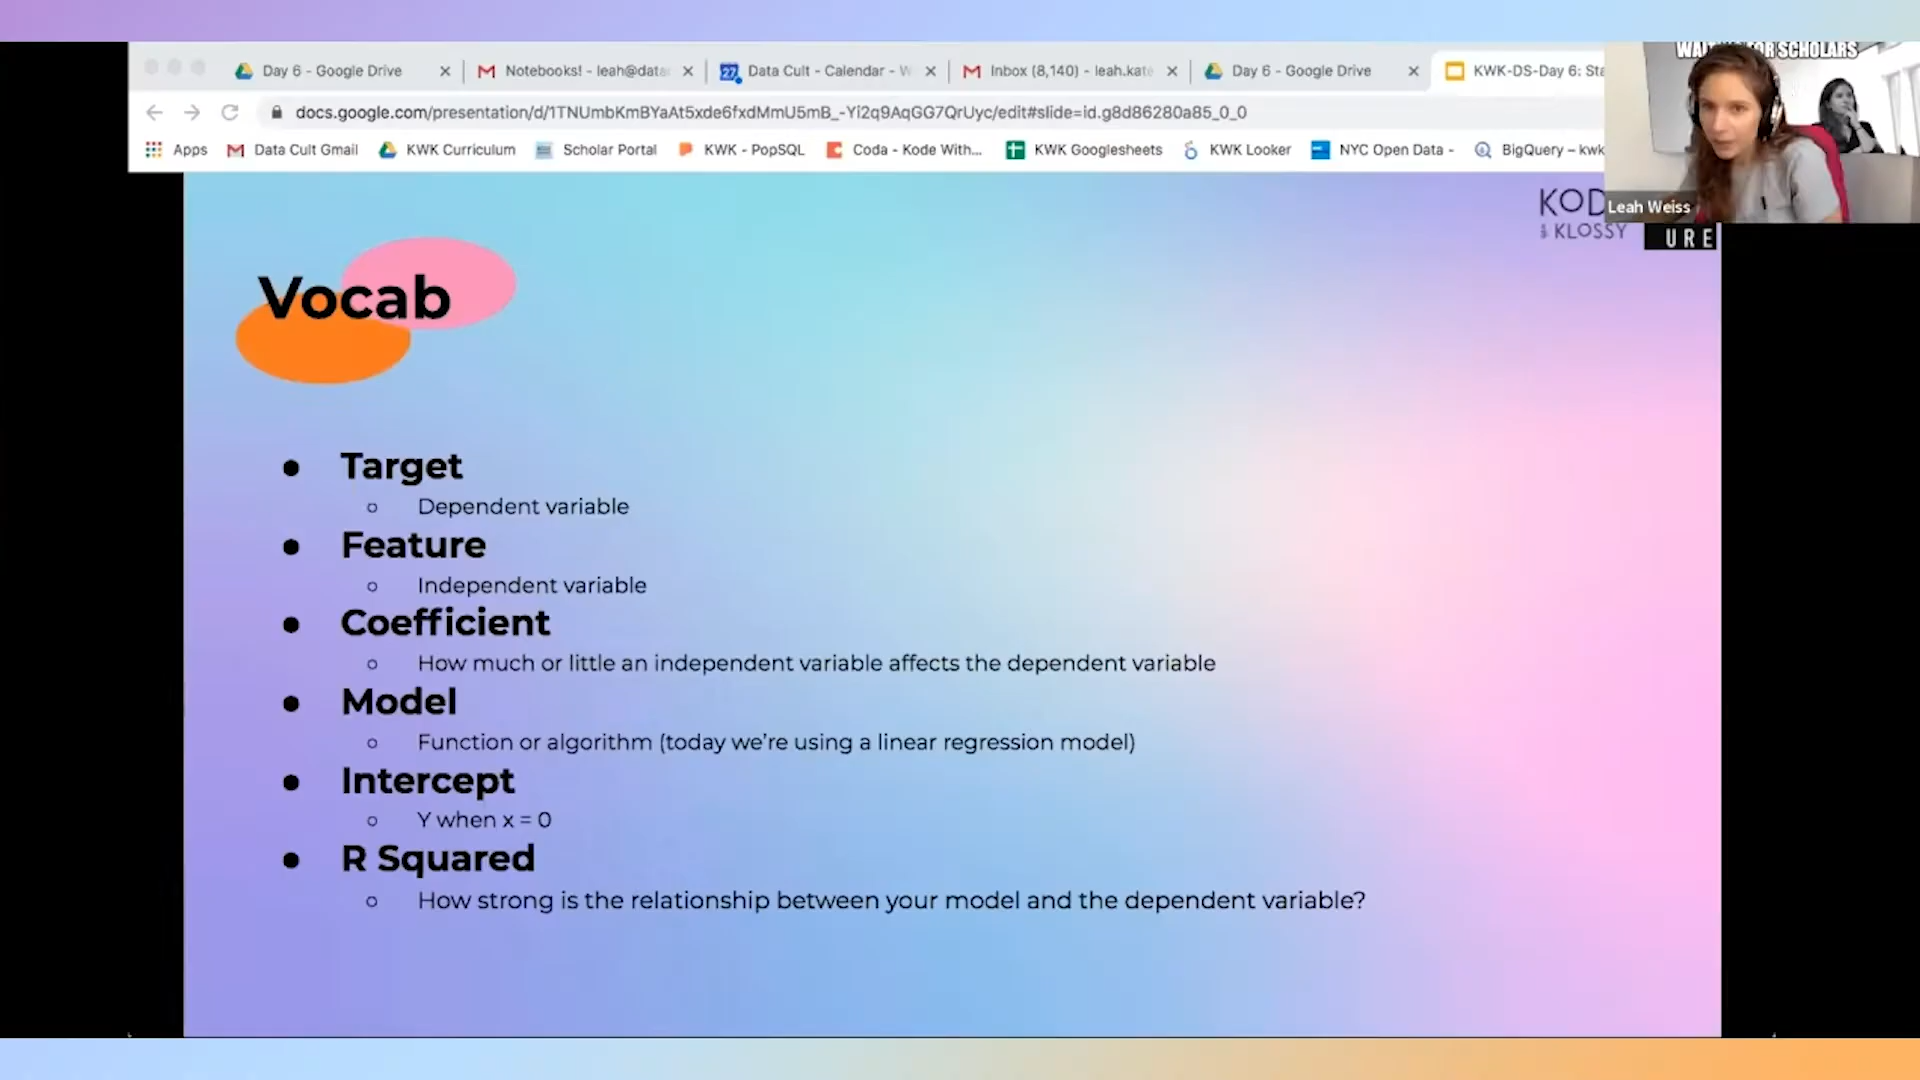 Day 6 - Google Drive
Notebooks! - leah@data
Data Cult - Calendar - W
Inbox (8,140) - leah.kate
Day 6 - Google Drive
KWK-DS-Day 6: Sta
WAI FOR SCHOLARS
docs.google.com/presentation/d/1TNUmbKmBYaAt5xde6fxdMmU5mB_-Yi2q9AqGG7QrUyc/edit#slide=id.g8d86280a85_0_0
Apps
Data Cult Gmail
KWK Curriculum
Scholar Portal
KWK - PopSQL
Coda - Kode With...
KWK Googlesheets
KWK Looker
NYC Open Data -
BigQuery – kwk
Leah Weiss
KOD
KLOSSY
URE
Vocab
● Target
○ Dependent variable
● Feature
○ Independent variable
● Coefficient
○ How much or little an independent variable affects the dependent variable
● Model
○ Function or algorithm (today we’re using a linear regression model)
● Intercept
○ Y when x = 0
● R Squared
○ How strong is the relationship between your model and the dependent variable?